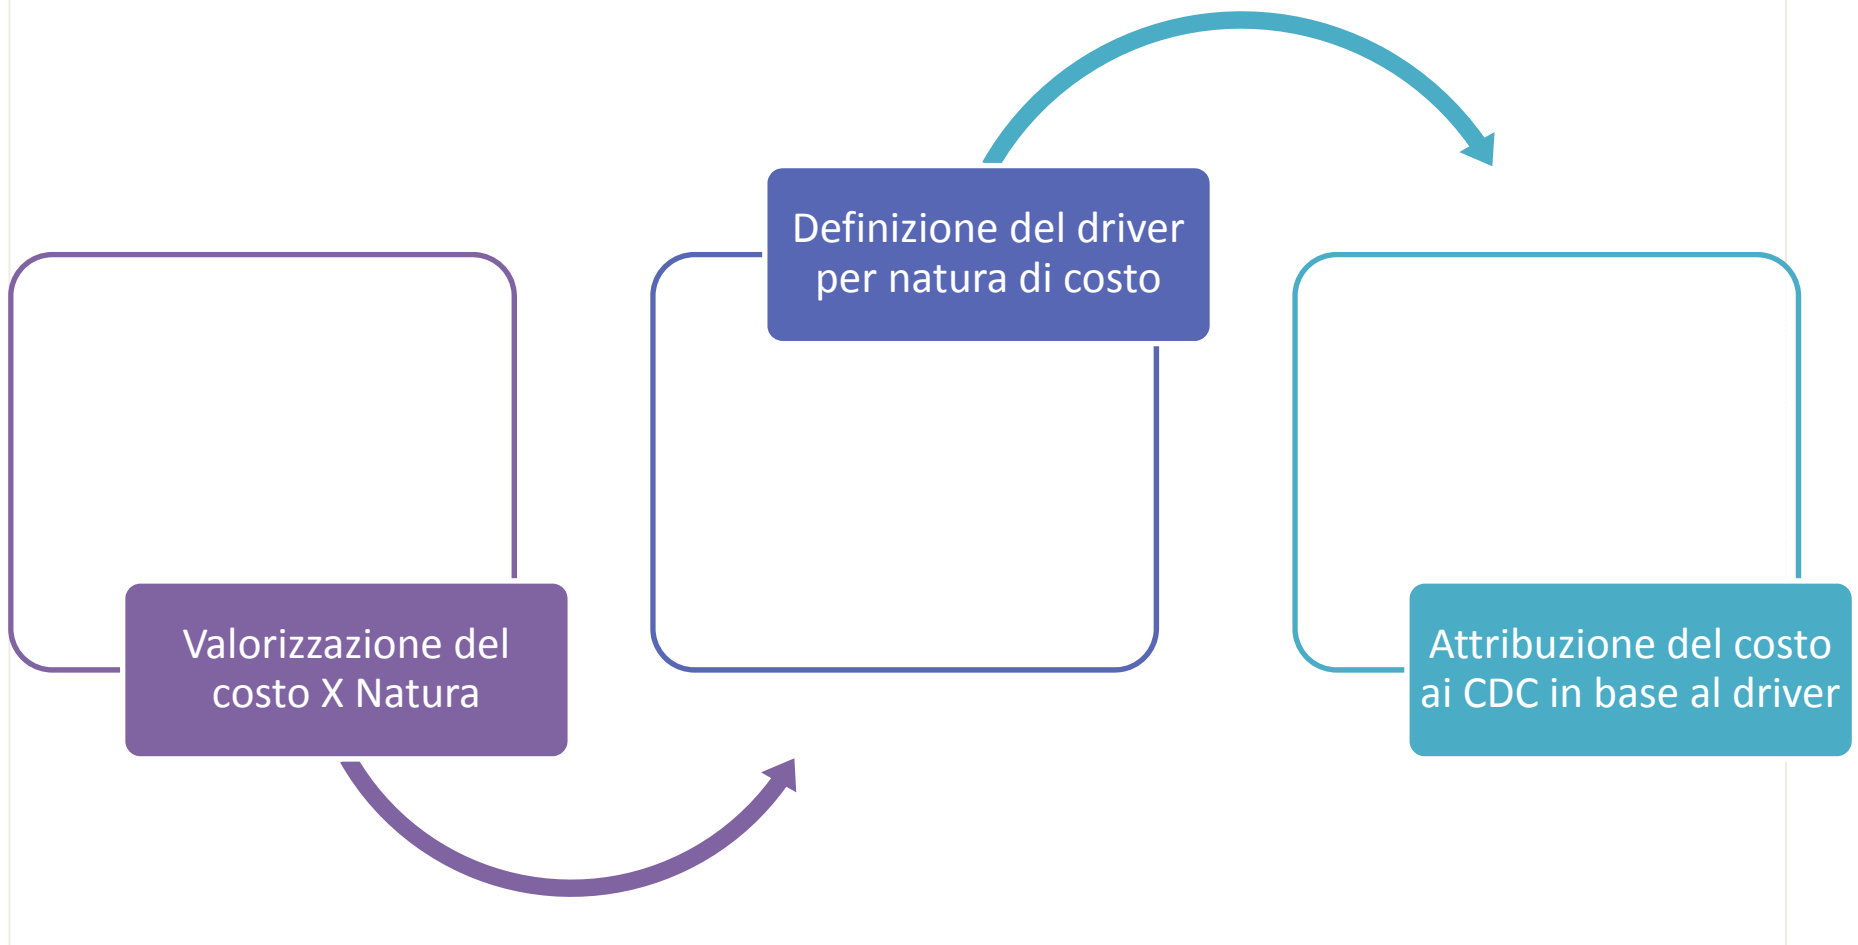 Valorizzazione del
costo X Natura
Definizione del driver
per natura di costo
Attribuzione del costo
ai CDC in base al driver